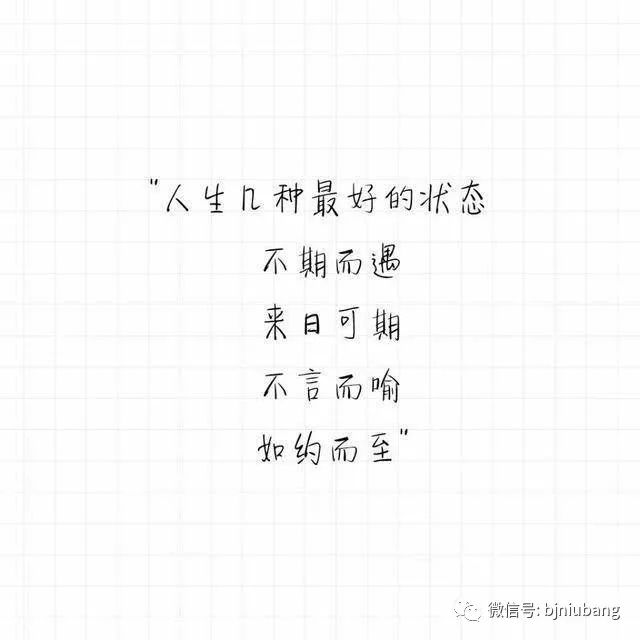 "人生几种最好的状态
不期而遇
来日可期
不言而喻
如约而至"
微信号: bjniubang